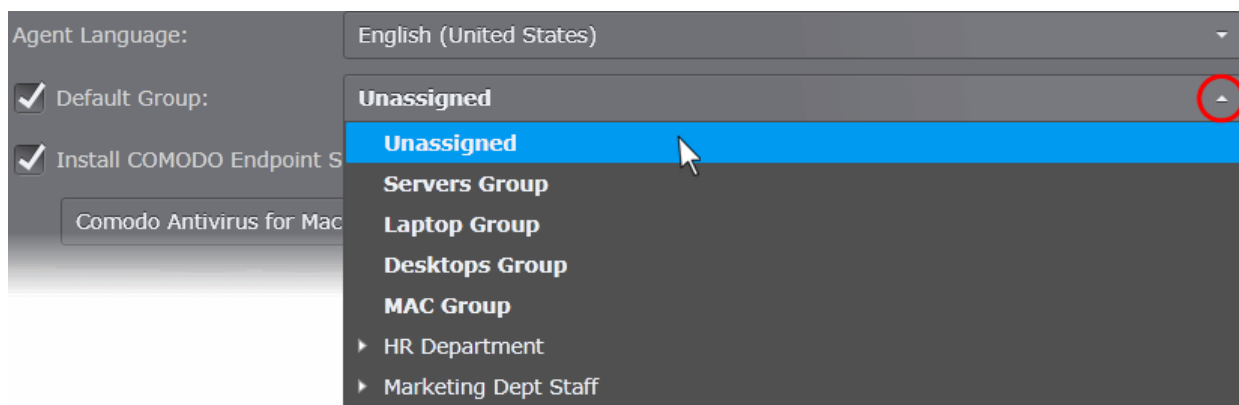 Agent Language: English (United States)
Default Group: Unassigned
Unassigned
Install COMODO Endpoint S
Servers Group
Comodo Antivirus for Mac
Laptop Group
Desktops Group
MAC Group
HR Department
Marketing Dept Staff